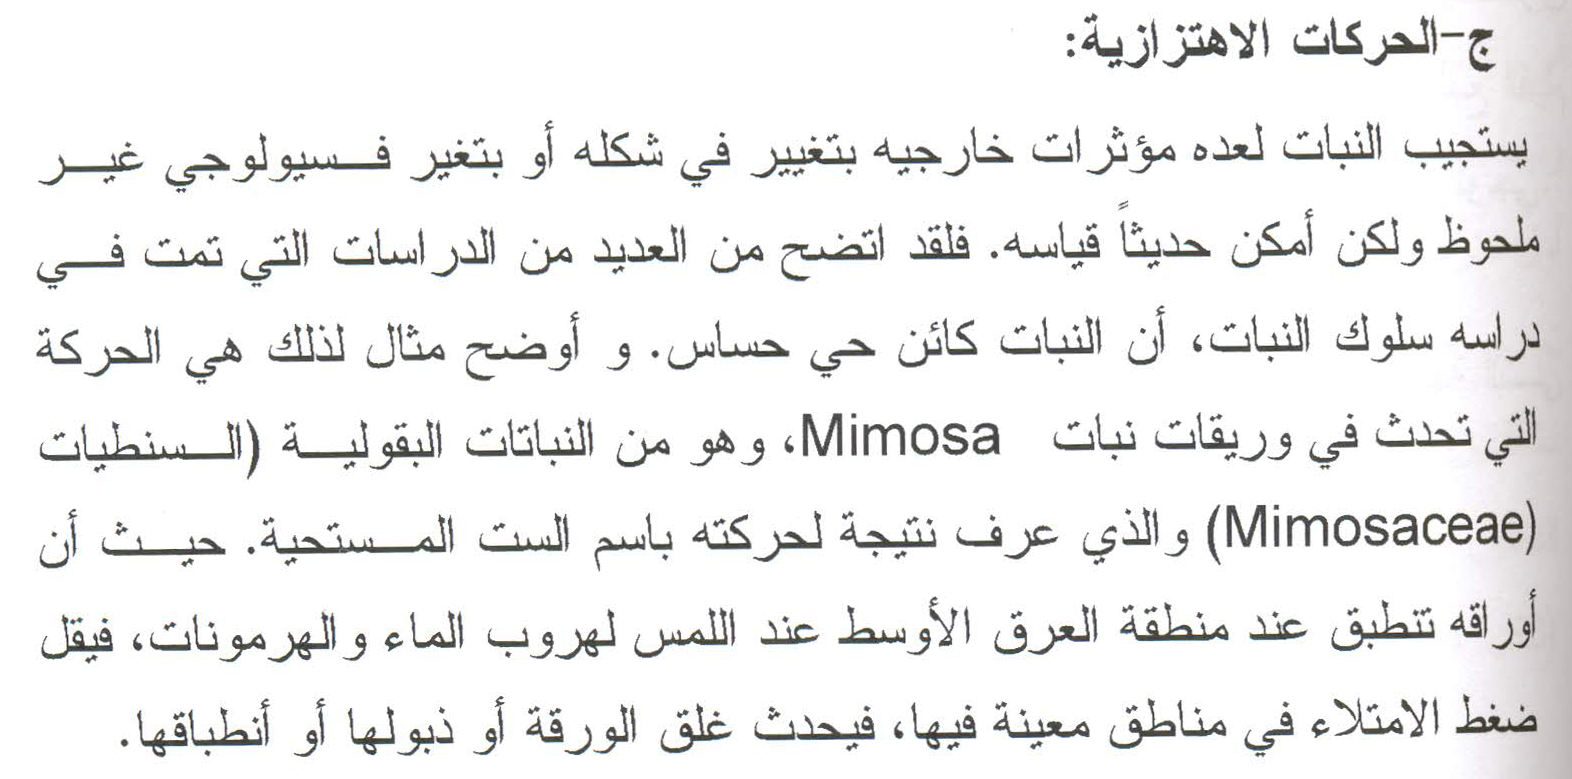 ج-الحركات الاهتزازية:
يستجيب النبات لعده مؤثرات خارجيه بتغيير في شكله أو بتغير فسيولوجي غير
ملحوظ ولكن أمكن حديثاً قياسه. فلقد اتضح من العديد من الدراسات التي تمت في
دراسه سلوك النبات، أن النبات كائن حي حساس. و أوضح مثال لذلك هي الحركة
التي تحدث في وريقات نبات Mimosa، وهو من النباتات البقولية (السنطيات
Mimosaceae) والذي عرف نتيجة لحركته باسم الست المستحية. حيث أن
أوراقه تنطبق عند منطقة العرق الأوسط عند اللمس لهروب الماء والهرمونات، فيقل
ضغط الامتلاء في مناطق معينة فيها، فيحدث غلق الورقة أو ذبولها أو أنطباقها.